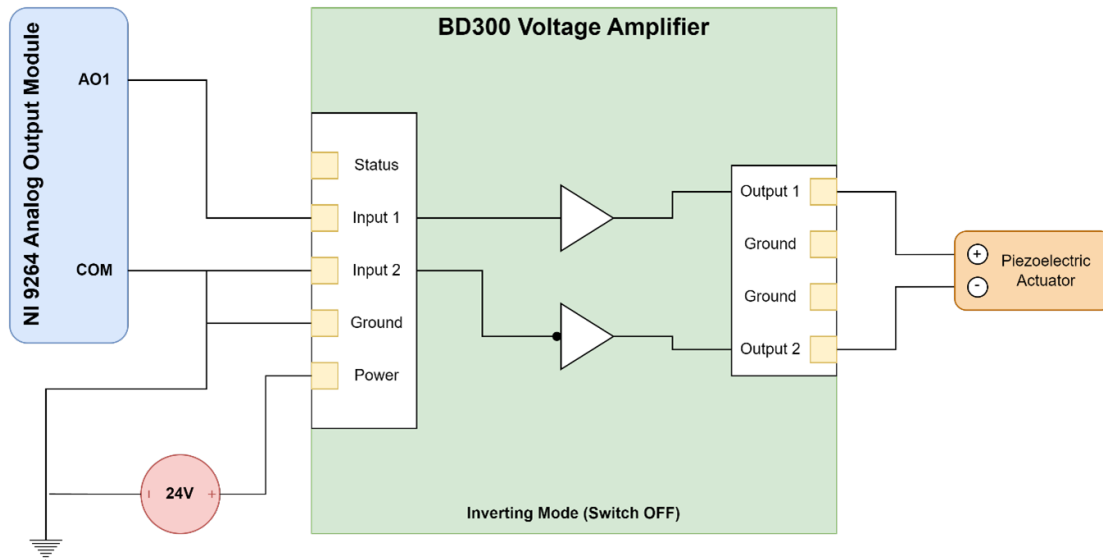 BD300 Voltage Amplifier
NI 9264 Analog Output Module
AO1
COM
Status
Input 1
Input 2
Ground
Power
Output 1
Ground
Ground
Output 2
+
-
Piezoelectric
Actuator
I
24V
+
Inverting Mode (Switch OFF)